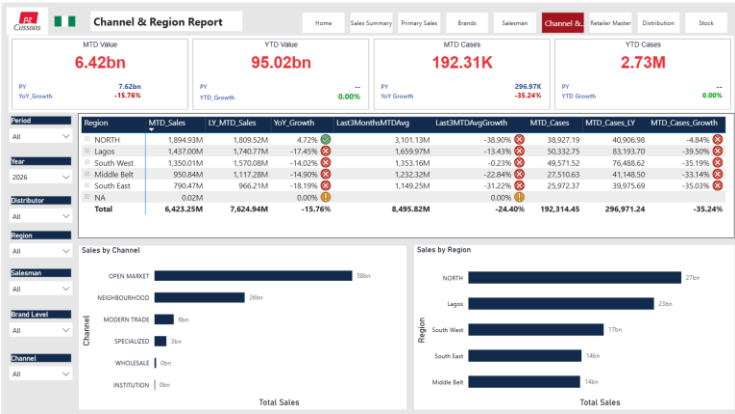 PZ
Cussons
Channel & Region Report
Home
Sales Summary
Primary Sales
Brands
Salesman
Channel &..
Retailer Master
Distribution
Stock
MTD Value
6.42bn
PY 7.62bn
YoY_Growth -15.76%
YTD_Value
95.02bn
PY --
YTD_Growth 0.00%
MTD Cases
192.31K
PY 296.97K
YoY Growth -35.24%
YTD Cases
2.73M
PY --
YTD Growth 0.00%
Period
All
Year
2026
Distributor
All
Region
All
Salesman
All
Brand Level
All
Channel
All
Region MTD_Sales LY_MTD_Sales YoY_Growth Last3MonthsMTDAvg Last3MTDAvgGrowth MTD_Cases MTD_Cases_LY MTD_Cases_Growth
NORTH 1,894.93M 1,809.52M 4.72% 3,101.13M -38.90% 38,927.19 40,906.98 -4.84%
Lagos 1,437.00M 1,740.77M -17.45% 1,659.97M -13.43% 50,332.75 83,193.70 -39.50%
South West 1,350.01M 1,570.08M -14.02% 1,353.16M -0.23% 49,571.52 76,488.62 -35.19%
Middle Belt 950.84M 1,117.28M -14.90% 1,232.32M -22.84% 27,510.63 41,148.50 -33.14%
South East 790.47M 966.21M -18.19% 1,149.25M -31.22% 25,972.37 39,975.69 -35.03%
NA 0.02M 0.00% 0.00%
Total 6,423.25M 7,624.94M -15.76% 8,495.82M -24.40% 192,314.45 296,971.24 -35.24%
Sales by Channel
Channel
OPEN MARKET 58bn
NEIGHBOURHOOD
MODERN TRADE 6bn
SPECIALIZED 3bn
WHOLESALE 0bn
INSTITUTION 0bn
Total Sales
Sales by Region
Region
NORTH 27bn
Lagos 23bn
South West 17bn
South East 14bn
Middle Belt 14bn
Total Sales